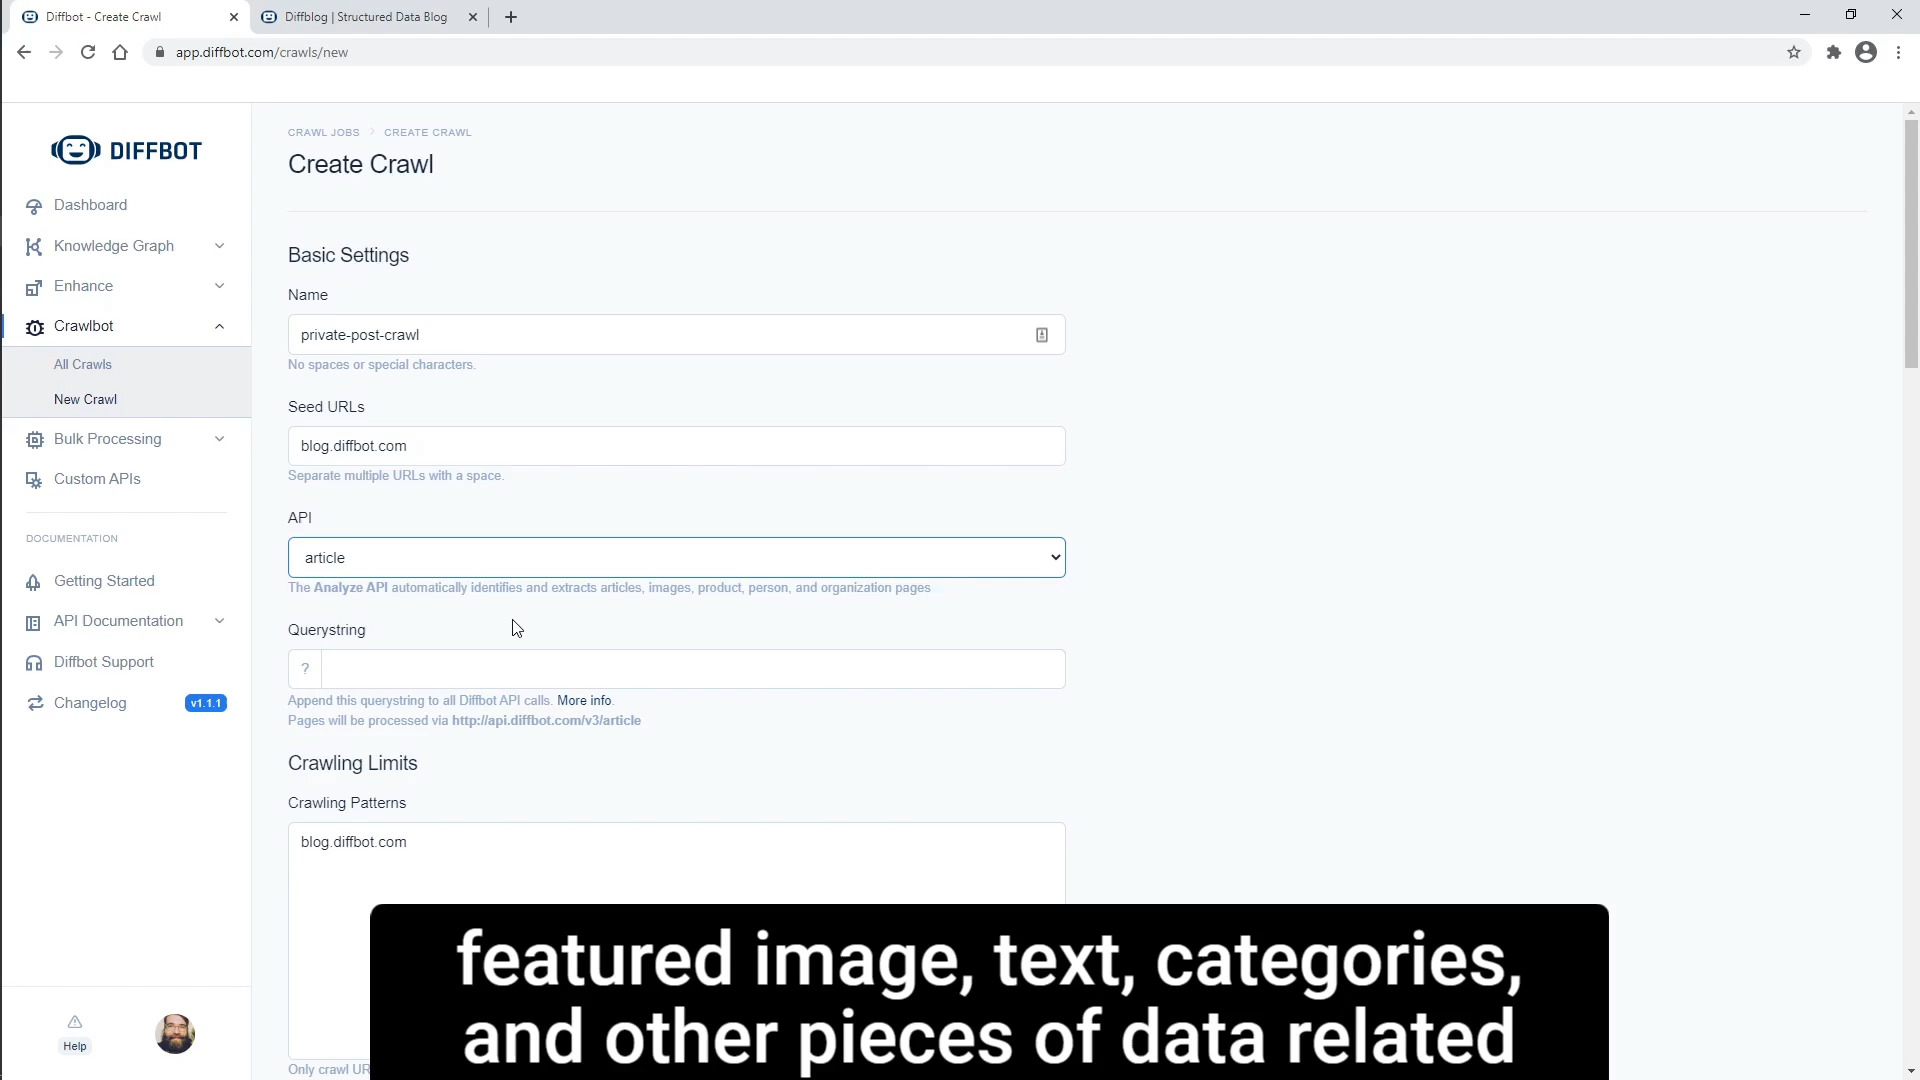 Diffbot - Create Crawl
Diffblog | Structured Data Blog
app.diffbot.com/crawls/new
DIFFBOT
Dashboard
Knowledge Graph
Enhance
Crawlbot
All Crawls
New Crawl
Bulk Processing
Custom APIs
DOCUMENTATION
Getting Started
API Documentation
Diffbot Support
Changelog
v1.1.1
Help
CRAWL JOBS
CREATE CRAWL
Create Crawl
Basic Settings
Name
private-post-crawl
No spaces or special characters.
Seed URLs
blog.diffbot.com
Separate multiple URLs with a space.
API
article
The Analyze API automatically identifies and extracts articles, images, product, person, and organization pages
Querystring
?
Append this querystring to all Diffbot API calls. More info.
Pages will be processed via http://api.diffbot.com/v3/article
Crawling Limits
Crawling Patterns
blog.diffbot.com
Only crawl UR
featured image, text, categories,
and other pieces of data related